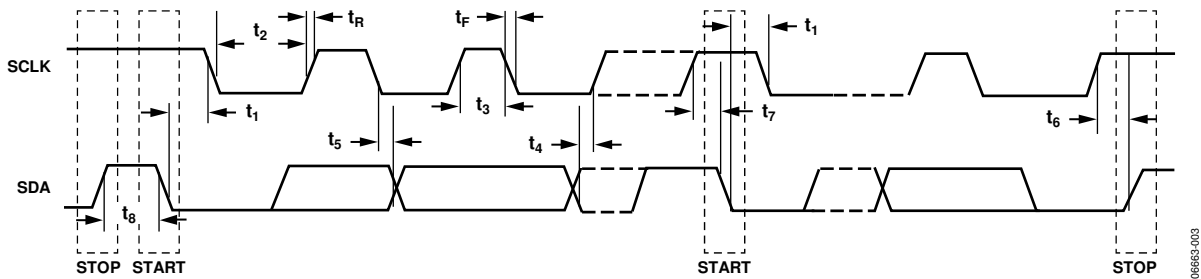 t2
tR
tF
t1
SCLK
t1
t3
t7
t6
t5
t4
SDA
t8
STOP
START
START
STOP
06663-003